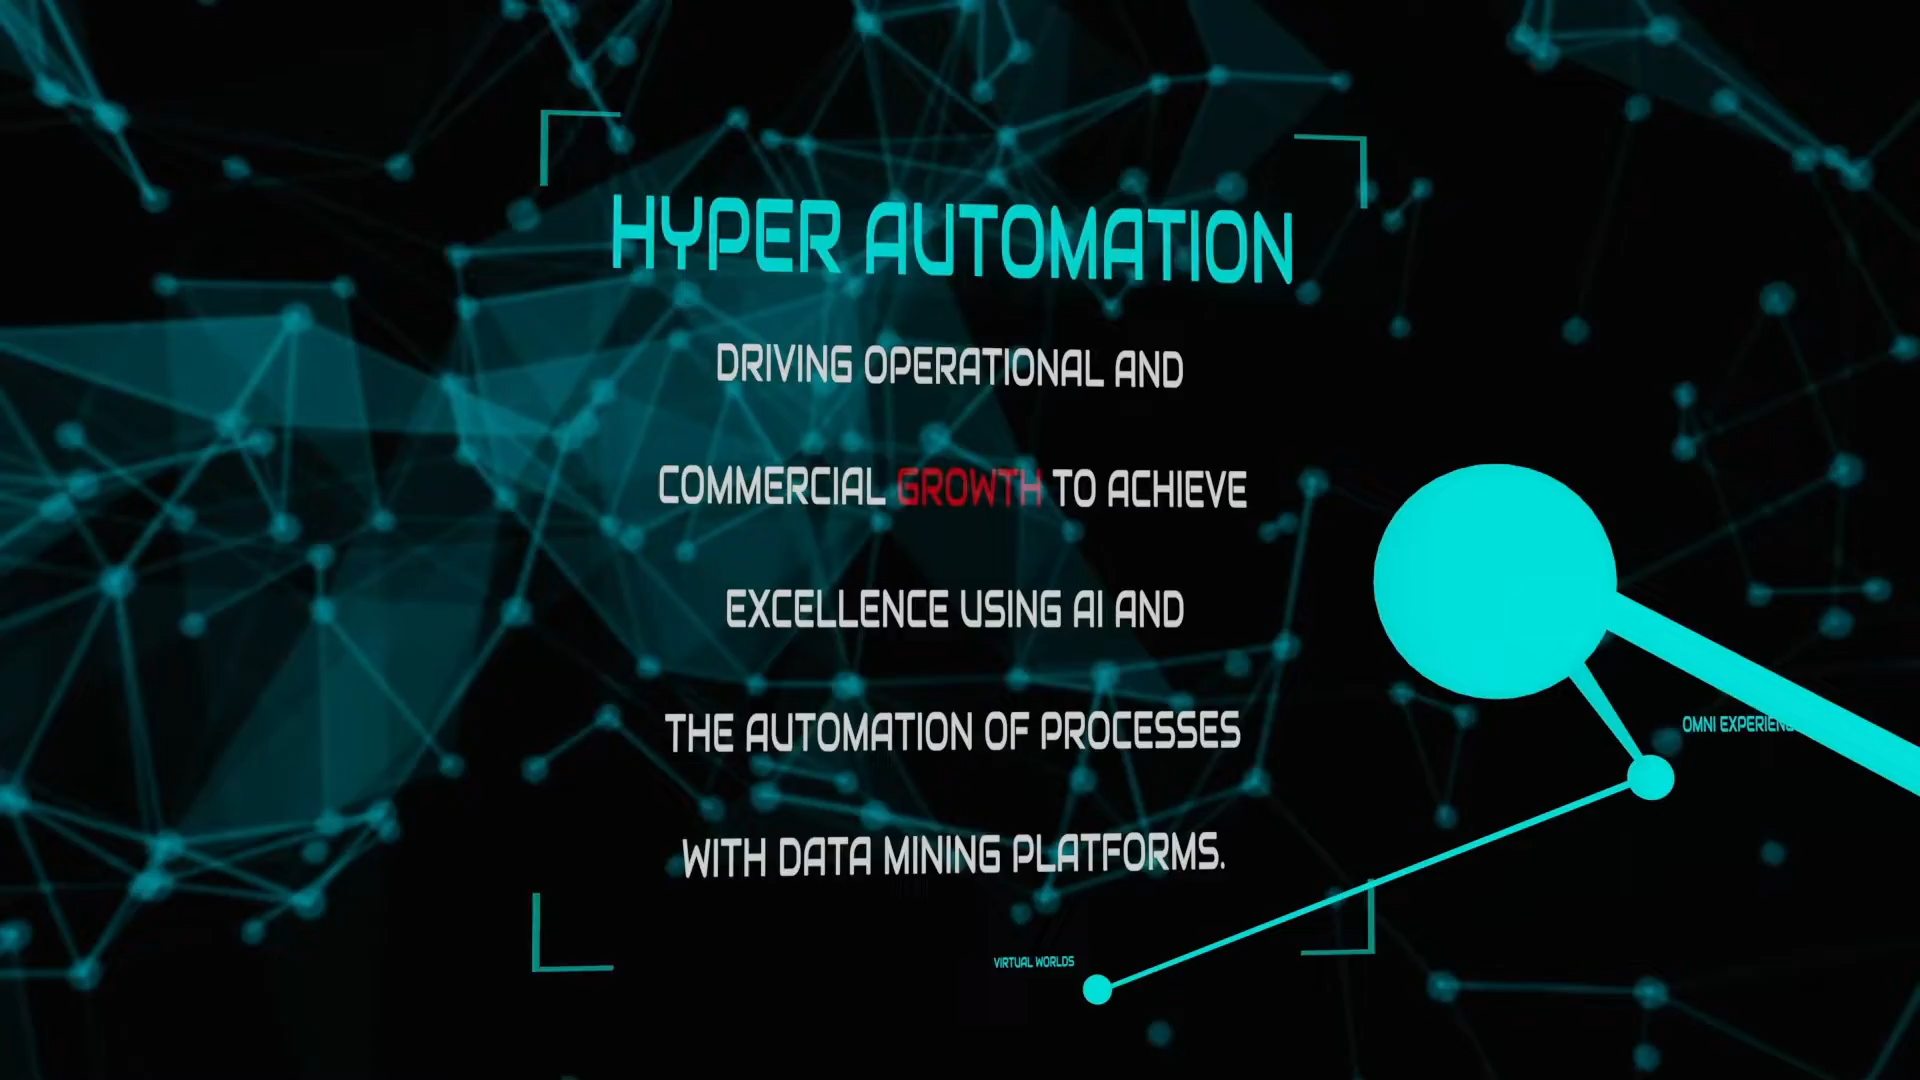 HYPER AUTOMATION
DRIVING OPERATIONAL AND
COMMERCIAL GROWTH TO ACHIEVE
EXCELLENCE USING AI AND
THE AUTOMATION OF PROCESSES
WITH DATA MINING PLATFORMS.
OMNI
VIRTUAL WORLDS